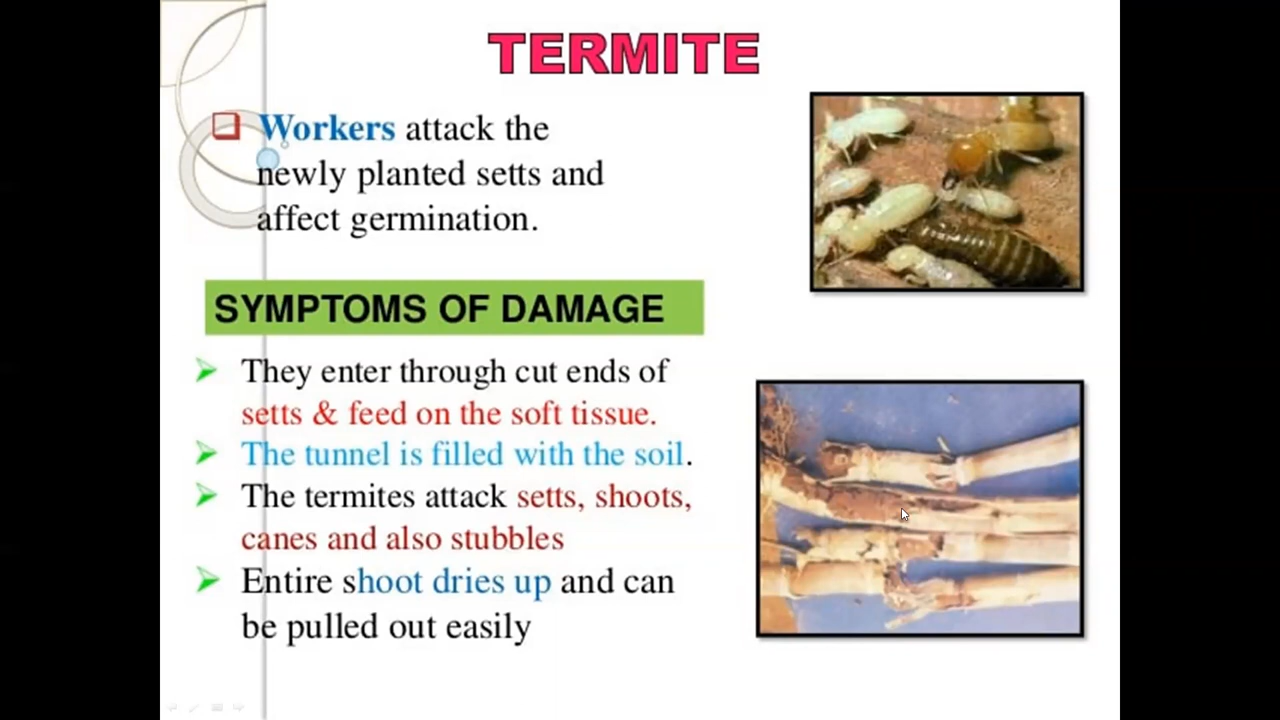 TERMITE
Workers attack the
newly planted setts and
affect germination.
SYMPTOMS OF DAMAGE
They enter through cut ends of
setts & feed on the soft tissue.
The tunnel is filled with the soil.
The termites attack setts, shoots,
canes and also stubbles
Entire shoot dries up and can
be pulled out easily